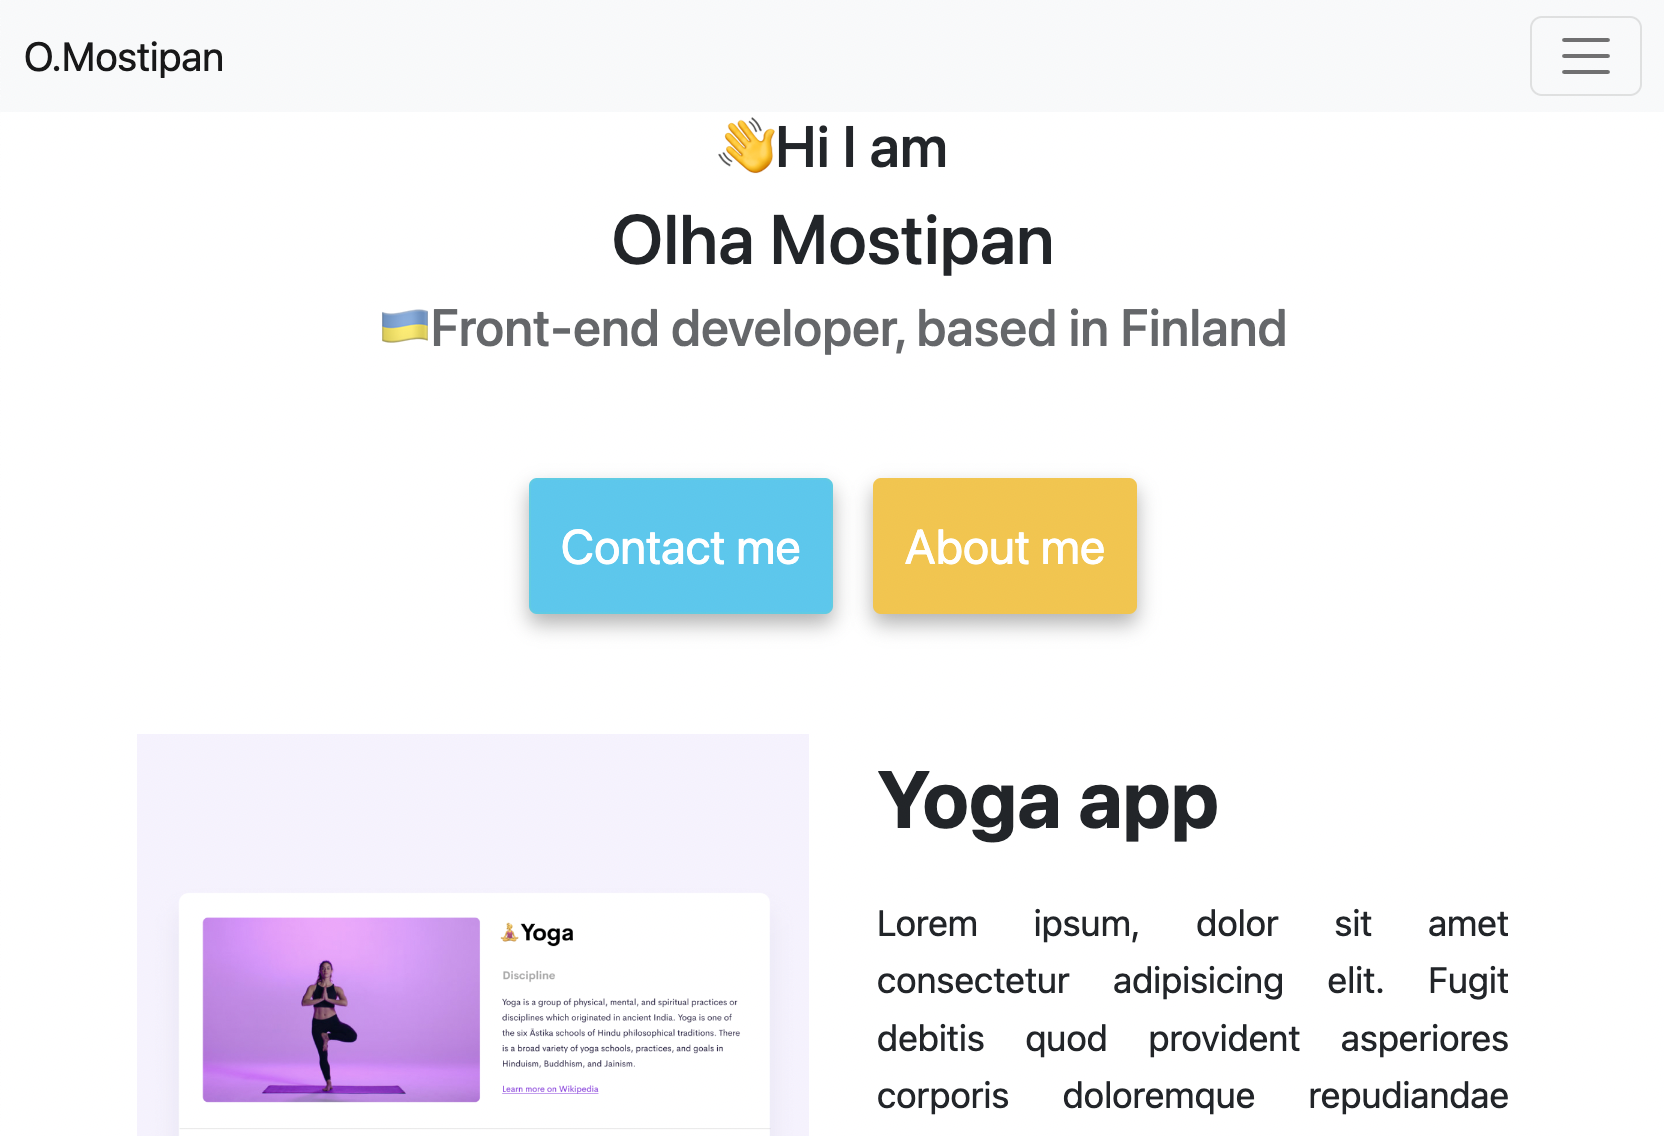 O.Mostipan
👋Hi I am
Olha Mostipan
🇺🇦Front-end developer, based in Finland
Contact me
About me
🧘Yoga
Discipline
Yoga is a group of physical, mental, and spiritual practices or
disciplines which originated in ancient India. Yoga is one of
the six Āstika schools of Hindu philosophical traditions. There
is a broad variety of yoga schools, practices, and goals in
Hinduism, Buddhism, and Jainism.
Learn more on Wikipedia
Yoga app
Lorem ipsum, dolor sit amet
consectetur adipisicing elit. Fugit
debitis quod provident asperiores
corporis doloremque repudiandae